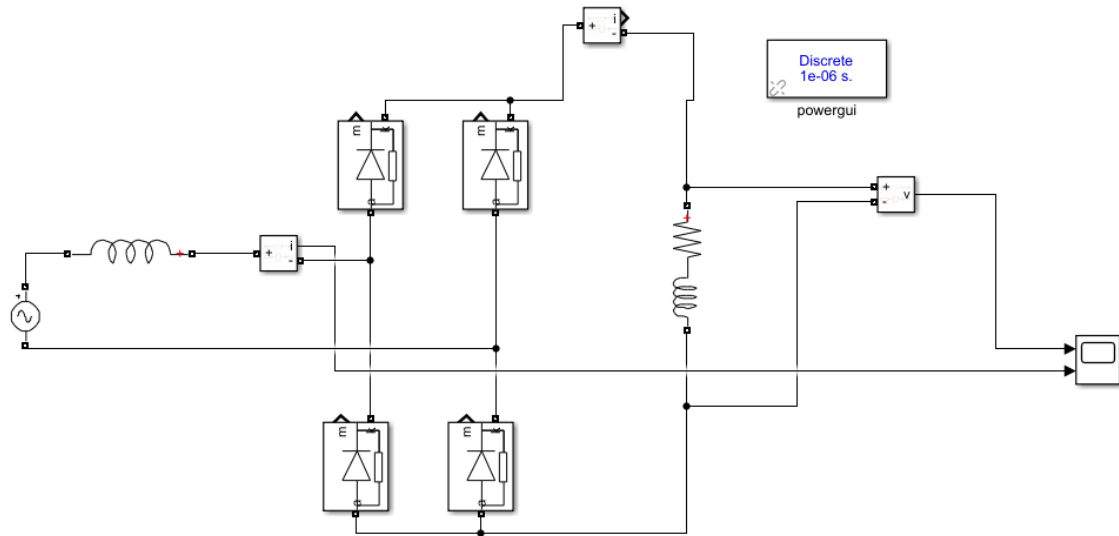 i
+
-
Discrete
1e-06 s.
powergui
m
m
+
v
-
i
+
-
+
+
+
m
m